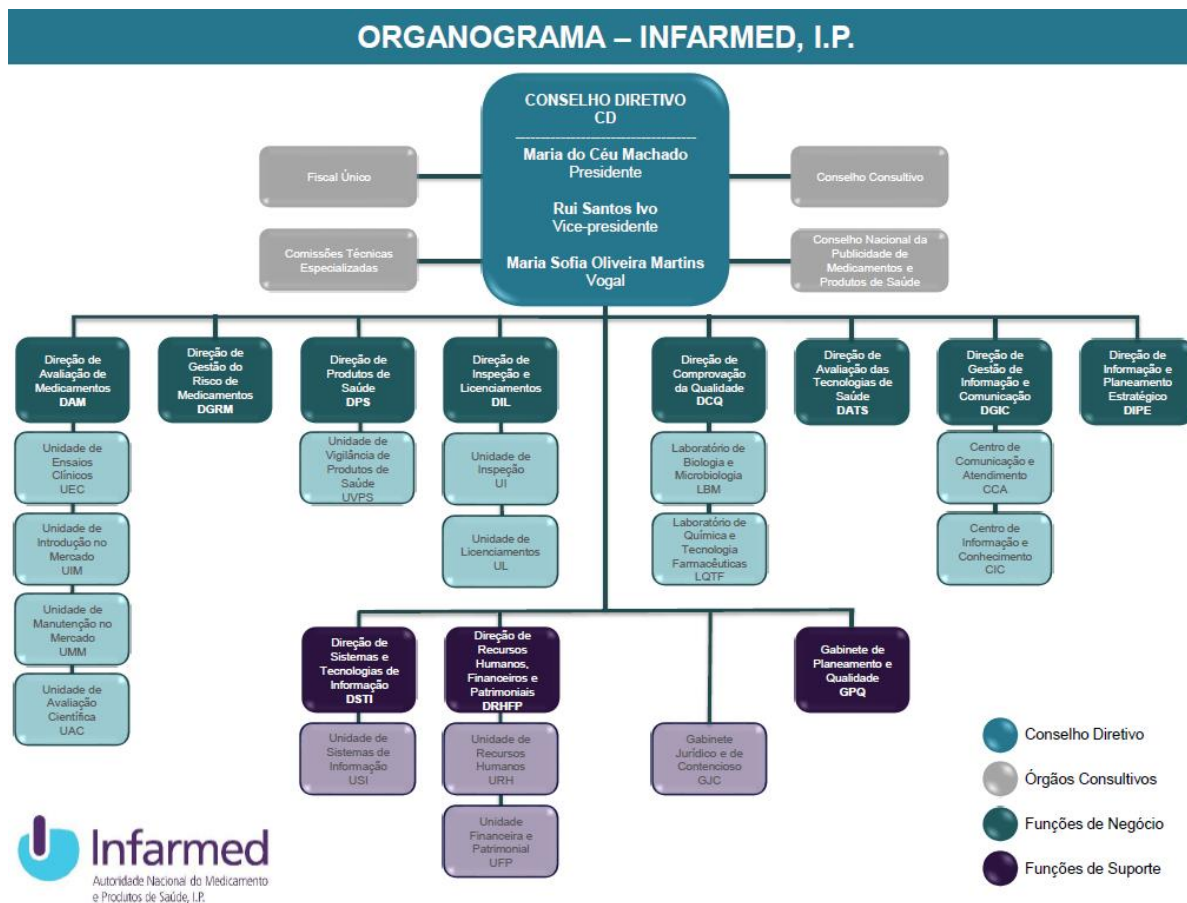 ORGANOGRAMA – INFARMED, I.P.
CONSELHO DIRETIVO
CD
Maria do Céu Machado
Presidente
Rui Santos Ivo
Vice-presidente
Maria Sofia Oliveira Martins
Vogal
Fiscal Único
Conselho Consultivo
Comissões Técnicas
Especializadas
Conselho Nacional da
Publicidade de
Medicamentos e
Produtos de Saúde
Direção de
Avaliação de
Medicamentos
DAM
Direção de
Gestão do
Risco de
Medicamentos
DGRM
Direção de
Produtos de
Saúde
DPS
Direção de
Inspeção e
Licenciamentos
DIL
Direção de
Comprovação
da Qualidade
DCQ
Direção de
Avaliação das
Tecnologias de
Saúde
DATS
Direção de
Gestão de
Informação e
Comunicação
DGIC
Direção de
Informação e
Planeamento
Estratégico
DIPE
Unidade de
Ensaios
Clínicos
UEC
Unidade de
Vigilância de
Produtos de
Saúde
UVPS
Unidade de
Inspeção
UI
Laboratório de
Biologia e
Microbiologia
LBM
Centro de
Comunicação e
Atendimento
CCA
Unidade de
Introdução no
Mercado
UIM
Unidade de
Licenciamentos
UL
Laboratório de
Química e
Tecnologia
Farmacêuticas
LQTF
Centro de
Informação e
Conhecimento
CIC
Unidade de
Manutenção no
Mercado
UMM
Unidade de
Avaliação
Científica
UAC
Direção de
Sistemas e
Tecnologias de
Informação
DSTI
Direção de
Recursos
Humanos,
Financeiros e
Patrimoniais
DRHFP
Gabinete de
Planeamento e
Qualidade
GPQ
Unidade de
Sistemas de
Informação
USI
Unidade de
Recursos
Humanos
URH
Gabinete
Jurídico e de
Contencioso
GJC
Unidade
Financeira e
Patrimonial
UFP
Conselho Diretivo
Órgãos Consultivos
Funções de Negócio
Funções de Suporte
Infarmed
Autoridade Nacional do Medicamento
e Produtos de Saúde, I.P.